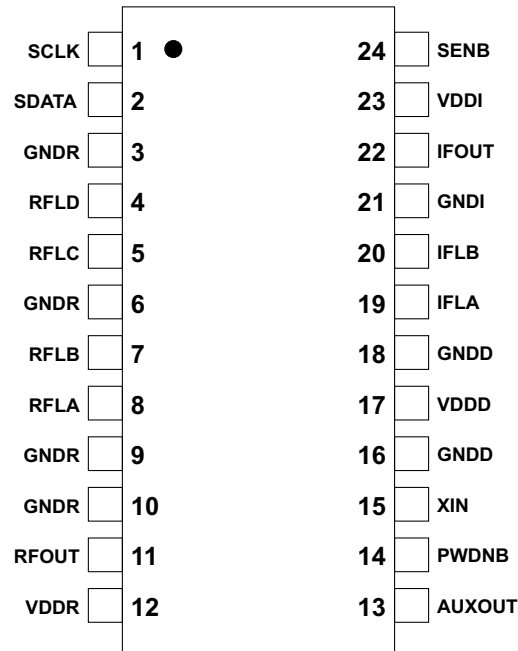 SCLK 1 24 SENB
SDATA 2 23 VDDI
GNDR 3 22 IFOUT
RFLD 4 21 GNDI
RFLC 5 20 IFLB
GNDR 6 19 IFLA
RFLB 7 18 GNDD
RFLA 8 17 VDDD
GNDR 9 16 GNDD
GNDR 10 15 XIN
RFOUT 11 14 PWDNB
VDDR 12 13 AUXOUT